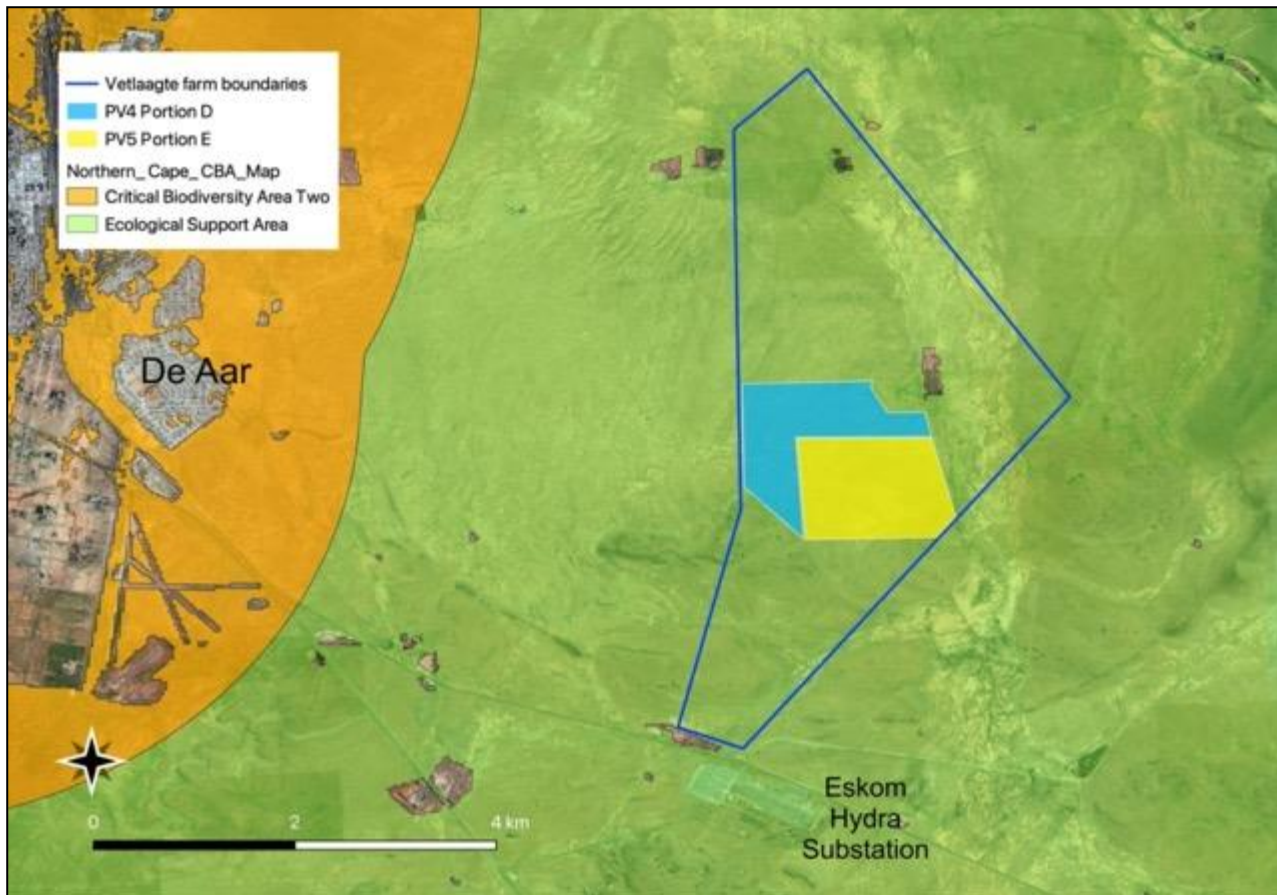 Vetlaagte farm boundaries
PV4 Portion D
PV5 Portion E
Northern_Cape_CBA_Map
Critical Biodiversity Area Two
Ecological Support Area
De Aar
0 2 4 km
Eskom
Hydra
Substation